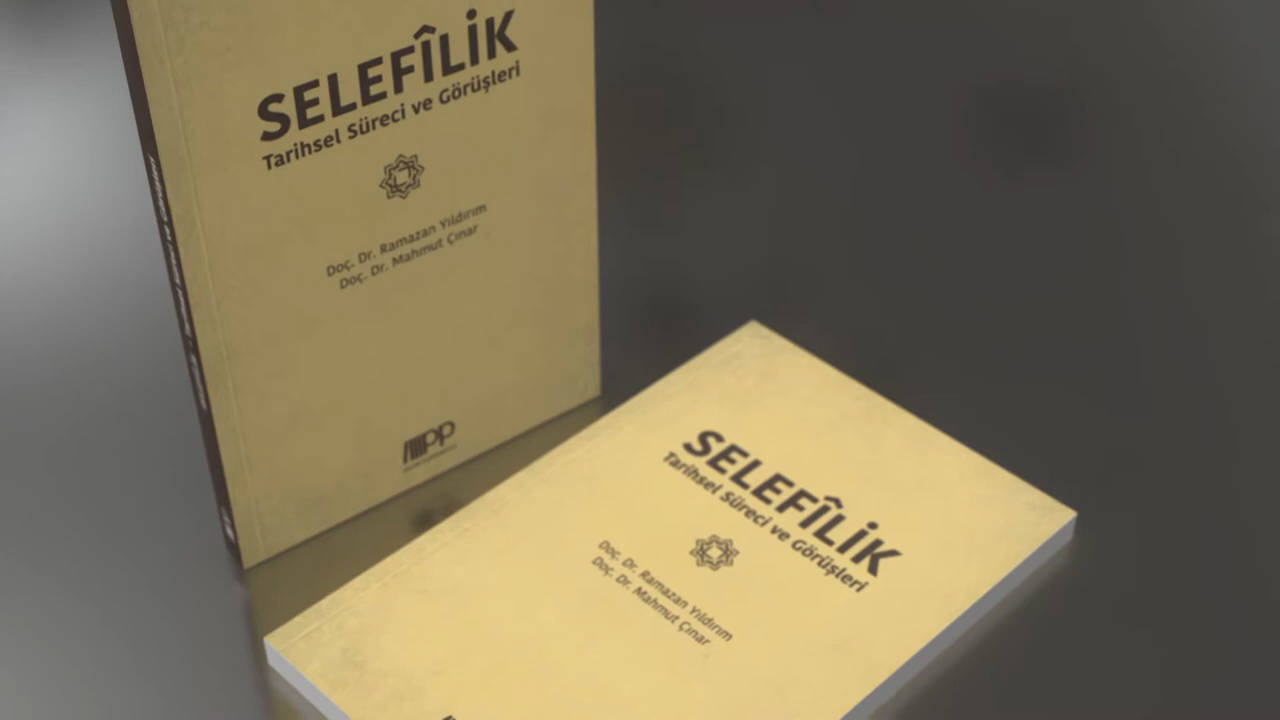 SELEFÎLİK
Tarihsel Süreci ve Görüşleri
Doç. Dr. Ramazan Yıldırım
Doç. Dr. Mahmut Çınar
pp
SELEFÎLİK
Tarihsel Süreci ve Görüşleri
Doç. Dr. Ramazan Yıldırım
Doç. Dr. Mahmut Çınar